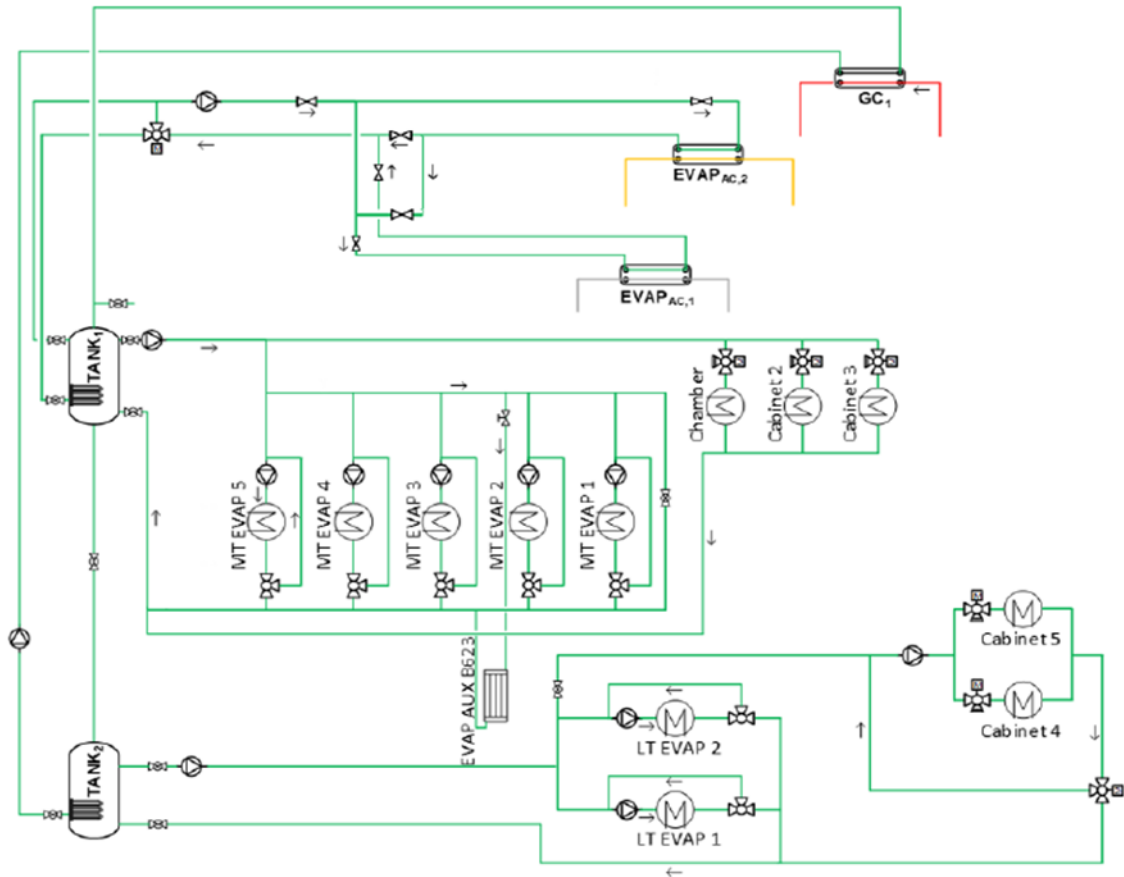 GC1
EVAPAC,2
EVAPAC,1
TANK1
Chamber
Cabinet 2
Cabinet 3
MT EVAP 5
MT EVAP 4
MT EVAP 3
MT EVAP 2
MT EVAP 1
M
M
M
M
M
M
M
M
EVAP AUX B623
M
Cabinet 5
M
Cabinet 4
M
LT EVAP 2
M
LT EVAP 1
TANK2